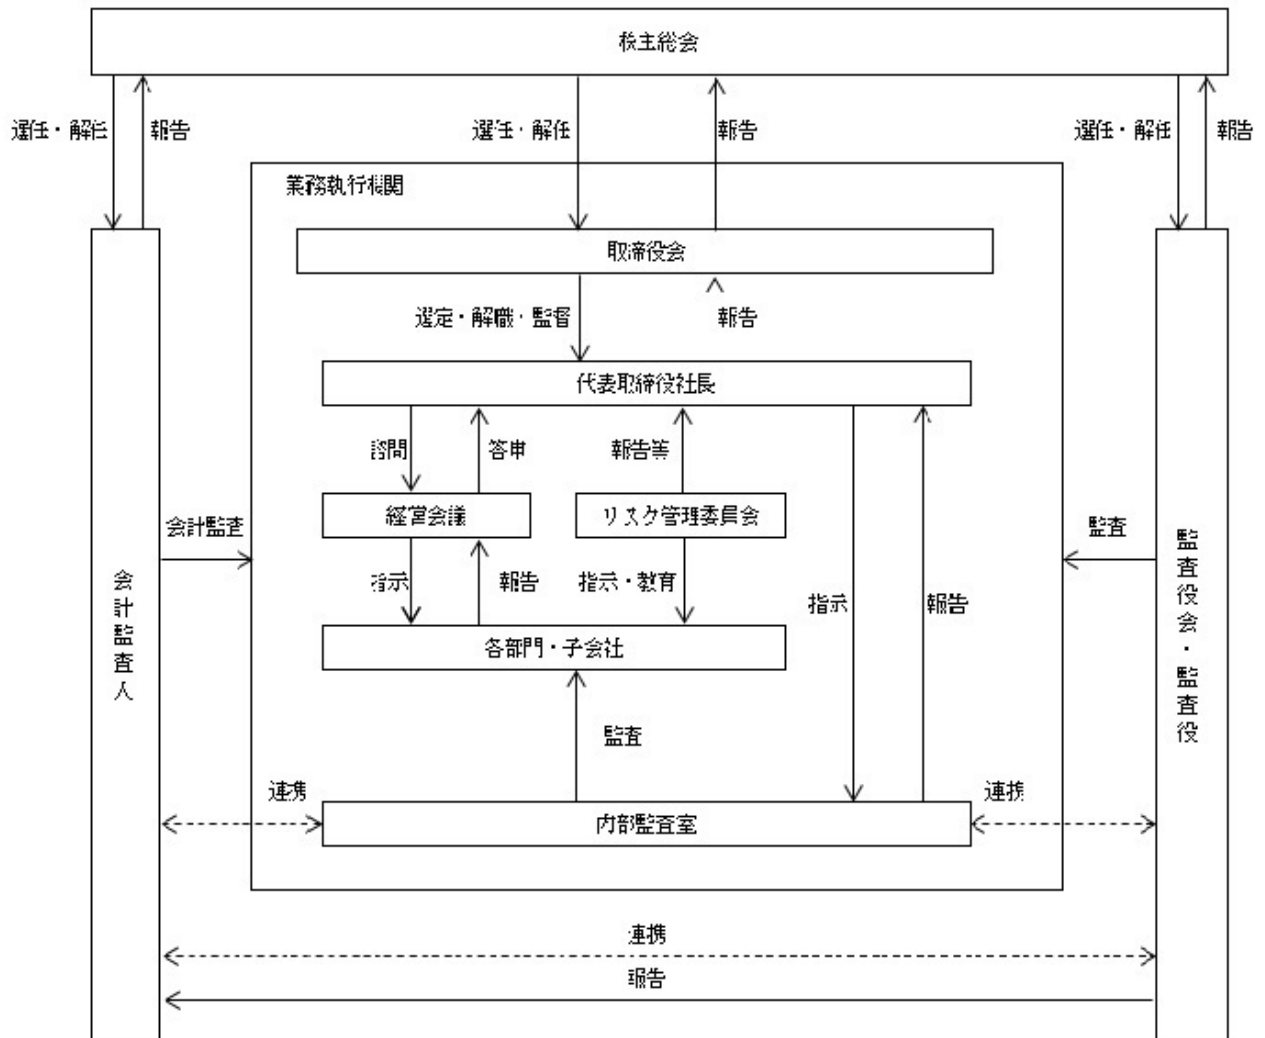 株主総会
選任・解任
報告
選任・解任
報告
選任・解任
報告
業務執行機関
取締役会
選定・解職・監督
報告
代表取締役社長
諮問
答申
報告等
経営会議
リスク管理委員会
会計監査
監査
指示
報告
指示・教育
指示
報告
各部門・子会社
会計監査人
監査役会・監査役
監査
連携
連携
内部監査室
連携
報告